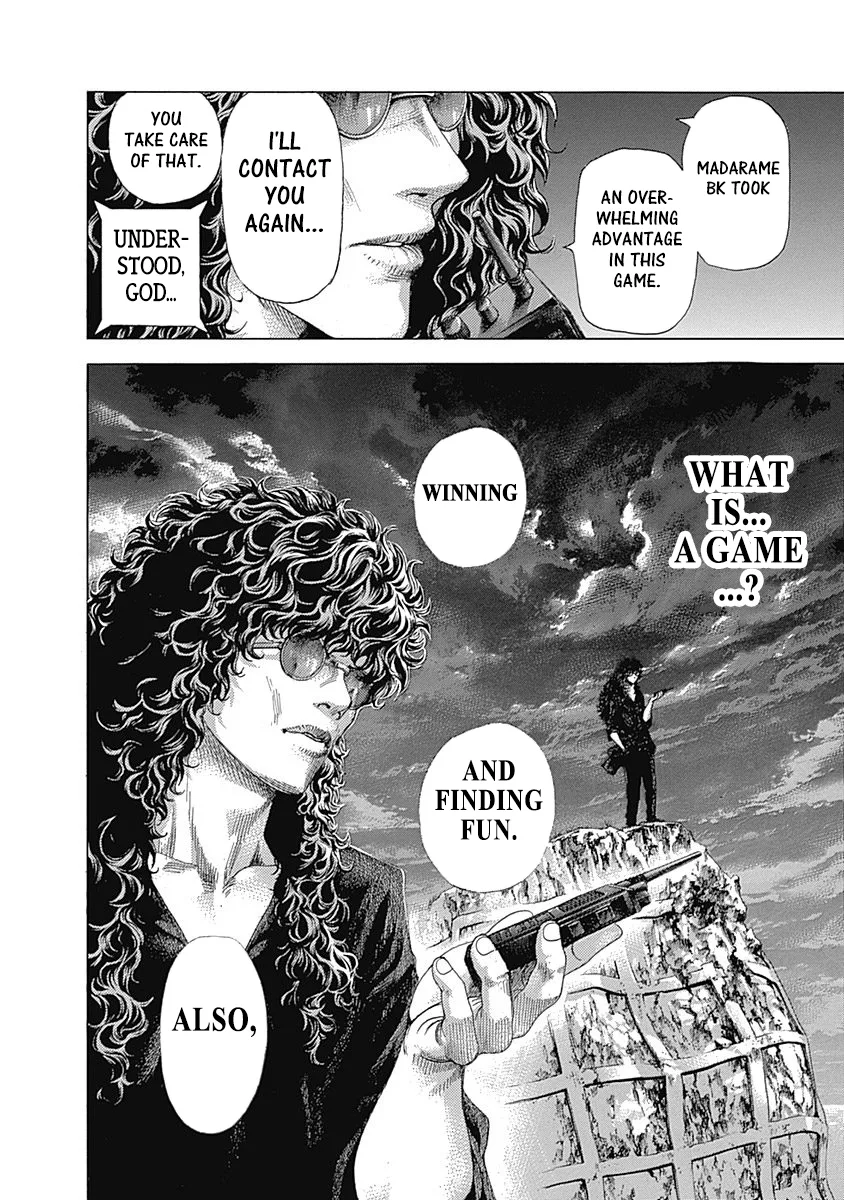 MADARAME
BK TOOK
AN OVER-
WHELMING
ADVANTAGE
IN THIS
GAME.
I'LL
CONTACT
YOU
AGAIN...
YOU
TAKE CARE
OF THAT.
UNDER-
STOOD,
GOD...
WHAT
IS...
A GAME
...?
WINNING
AND
FINDING
FUN.
ALSO,